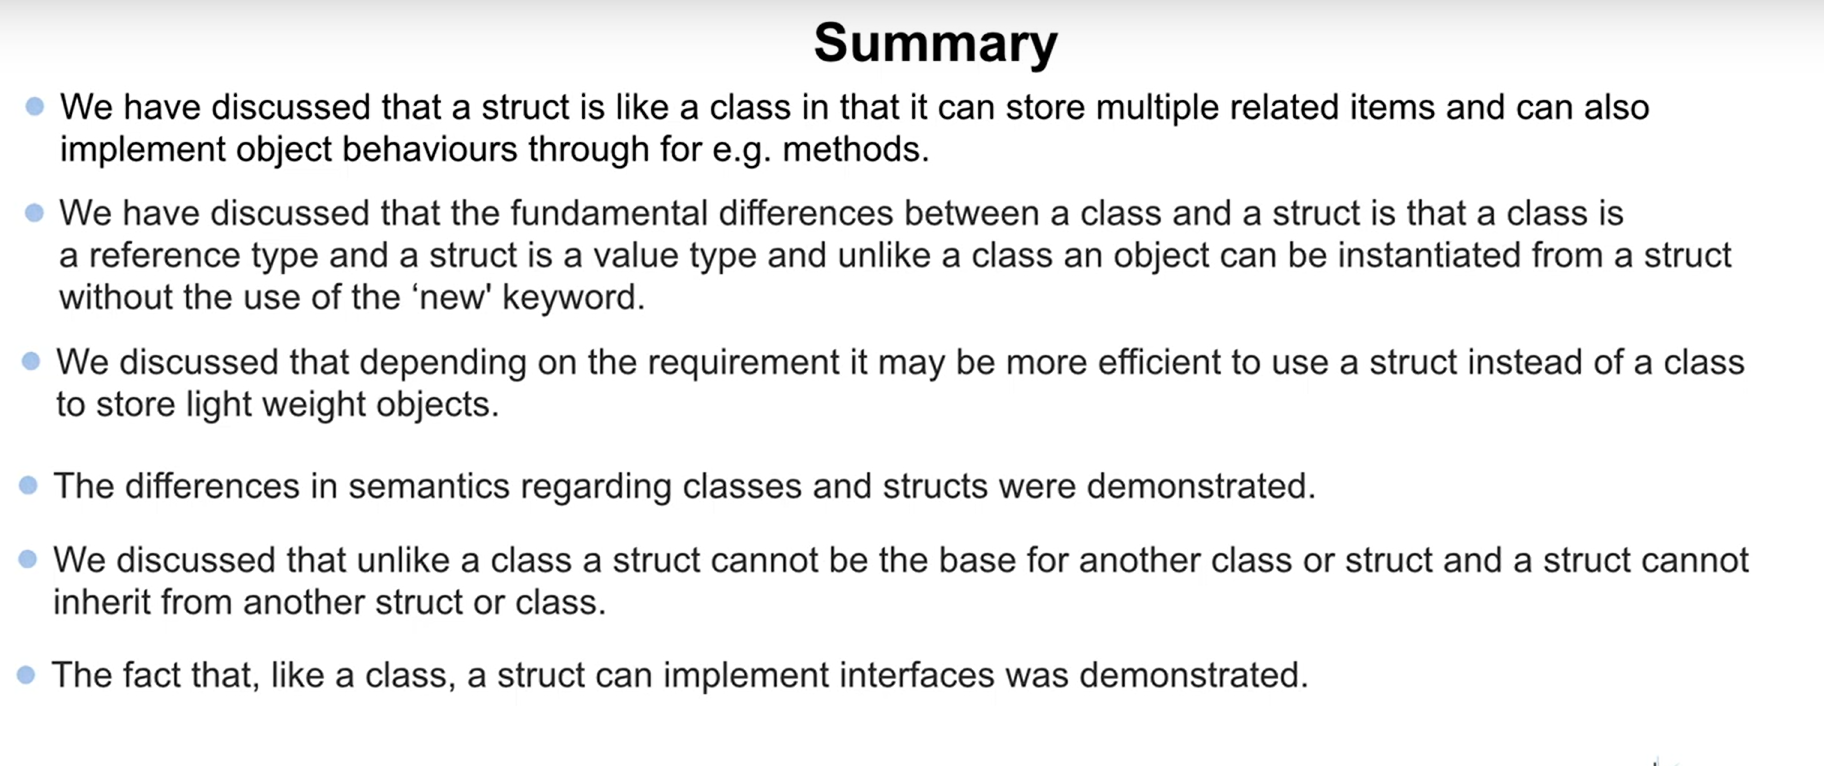 Summary
We have discussed that a struct is like a class in that it can store multiple related items and can also
implement object behaviours through for e.g. methods.
We have discussed that the fundamental differences between a class and a struct is that a class is
a reference type and a struct is a value type and unlike a class an object can be instantiated from a struct
without the use of the ‘new' keyword.
We discussed that depending on the requirement it may be more efficient to use a struct instead of a class
to store light weight objects.
The differences in semantics regarding classes and structs were demonstrated.
We discussed that unlike a class a struct cannot be the base for another class or struct and a struct cannot
inherit from another struct or class.
The fact that, like a class, a struct can implement interfaces was demonstrated.